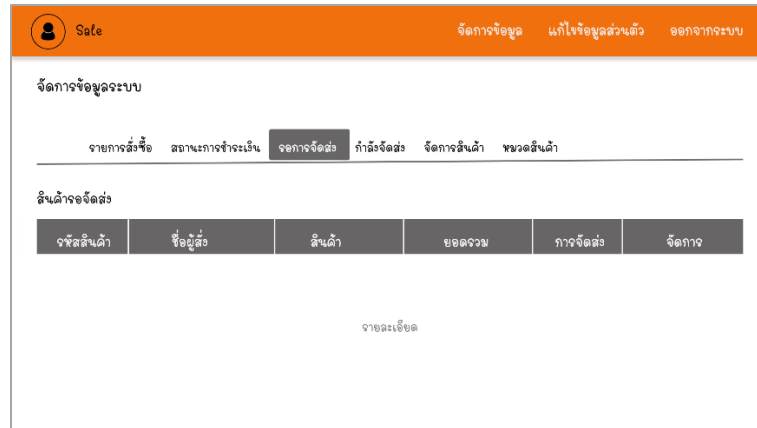 Sale จัดการข้อมูล แก้ไขข้อมูลส่วนตัว ออกจากระบบ
จัดการข้อมูลระบบ
รายการสั่งซื้อ สถานะการชำระเงิน รอการจัดส่ง กำลังจัดส่ง จัดการสินค้า หมวดสินค้า
สินค้ารอจัดส่ง
รหัสสินค้า ชื่อผู้สั่ง สินค้า ยอดรวม การจัดส่ง จัดการ
รายละเอียด